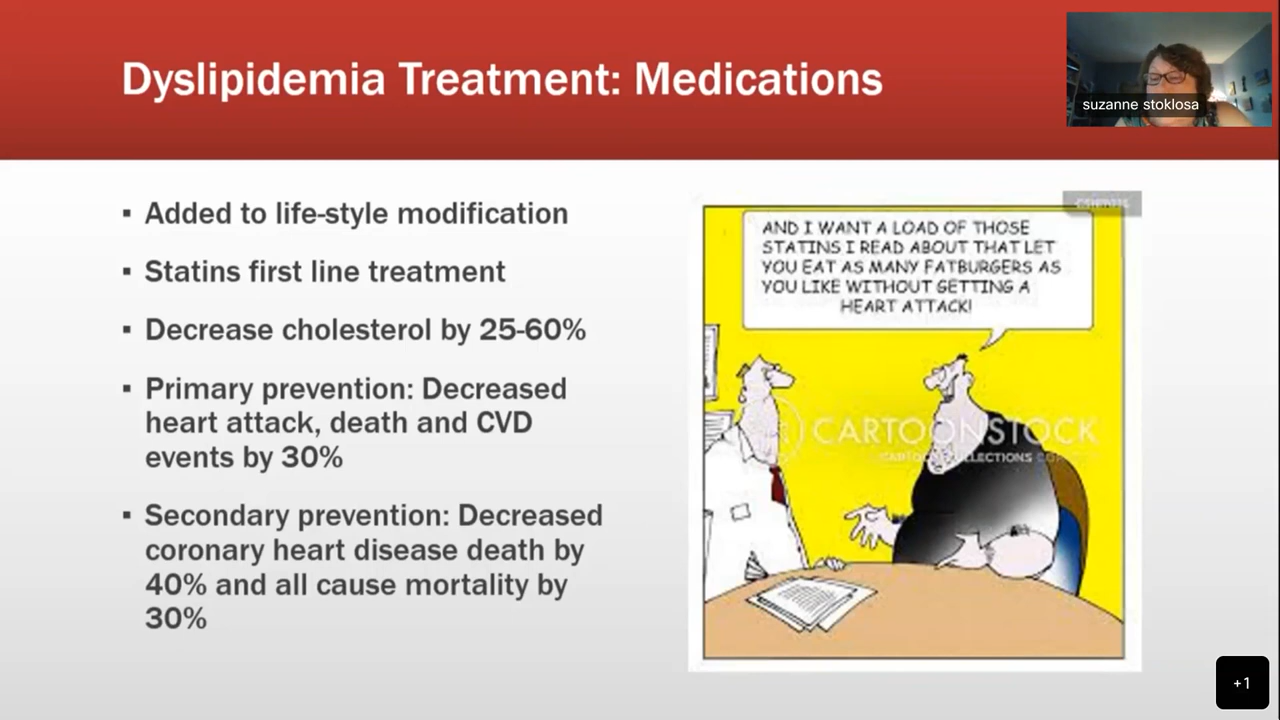 Dyslipidemia Treatment: Medications
suzanne stoklosa
▪ Added to life-style modification
▪ Statins first line treatment
▪ Decrease cholesterol by 25-60%
▪ Primary prevention: Decreased
heart attack, death and CVD
events by 30%
▪ Secondary prevention: Decreased
coronary heart disease death by
40% and all cause mortality by
30%
AND I WANT A LOAD OF THOSE
STATINS I READ ABOUT THAT LET
YOU EAT AS MANY FATBURGERS AS
YOU LIKE WITHOUT GETTING A
HEART ATTACK!
CARTOONSTOCK
+1